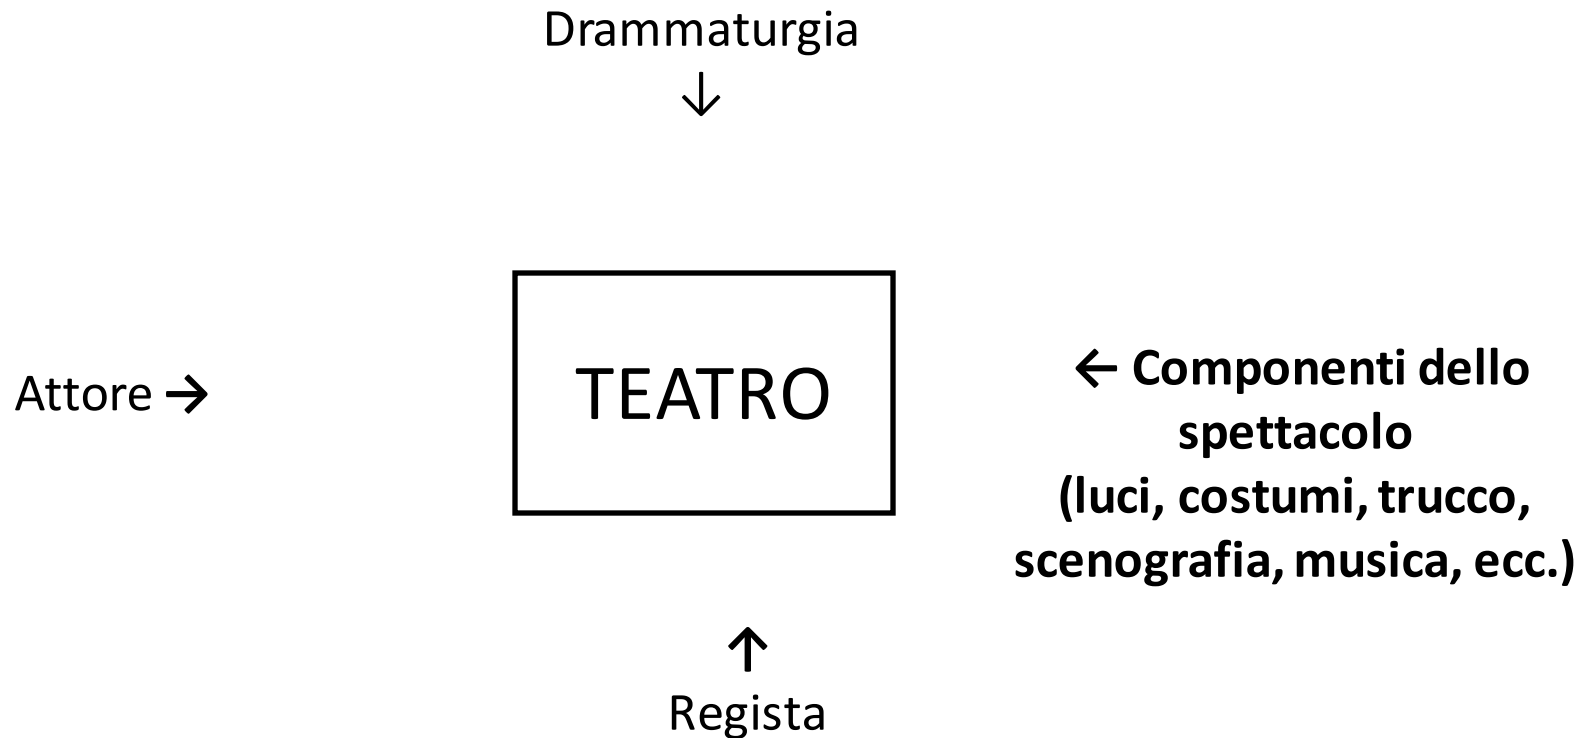 Drammaturgia
↓
TEATRO
Attore →
← Componenti dello
spettacolo
(luci, costumi, trucco,
scenografia, musica, ecc.)
↑
Regista